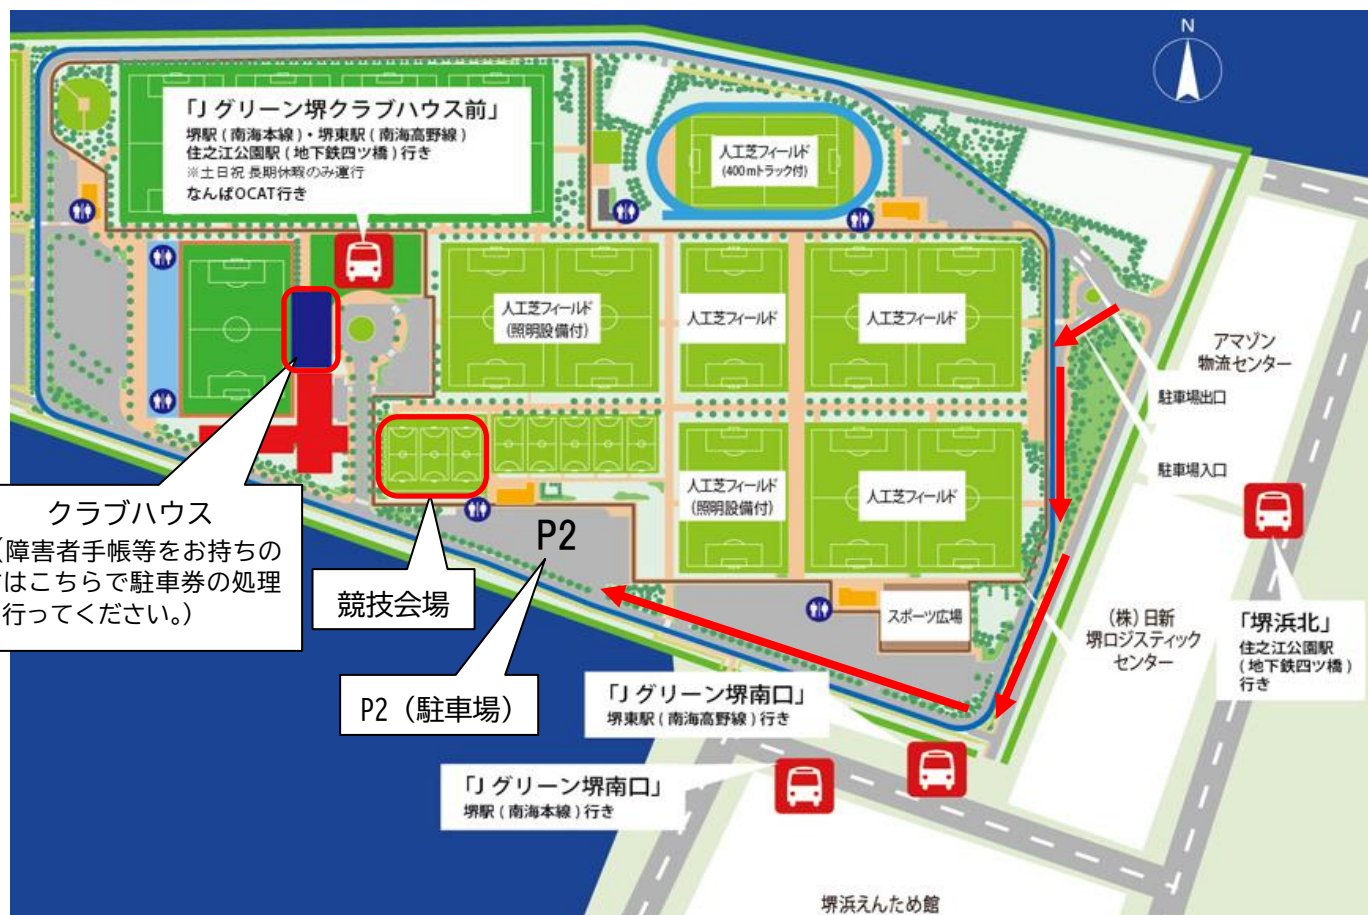 N
「J グリーン堺クラブハウス前」
堺駅 ( 南海本線 ) ・ 堺東駅 ( 南海高野線 )
住之江公園駅 ( 地下鉄四ツ橋 ) 行き
※土日祝 長期休暇のみ運行
なんばOCAT行き
人工芝フィールド
(400mトラック付)
人工芝フィールド
(照明設備付)
人工芝フィールド
人工芝フィールド
アマゾン
物流センター
駐車場出口
駐車場入口
人工芝フィールド
(照明設備付)
人工芝フィールド
クラブハウス
(障害者手帳等をお持ちの
はこちらで駐車券の処理
行ってください。)
P2
競技会場
P2（駐車場）
スポーツ広場
(株) 日新
堺ロジスティック
センター
「堺浜北」
住之江公園駅
( 地下鉄四ツ橋 )
行き
「J グリーン堺南口」
堺東駅 ( 南海高野線 ) 行き
「J グリーン堺南口」
堺駅 ( 南海本線 ) 行き
堺浜えんため館